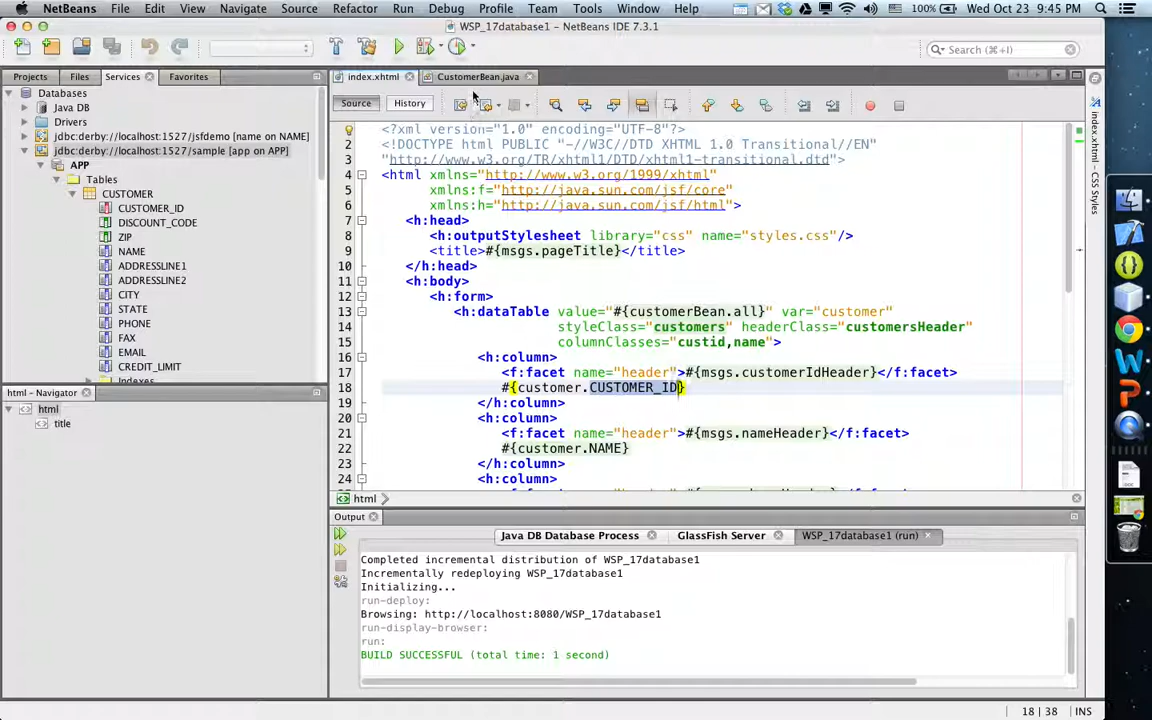 NetBeans File Edit View Navigate Source Refactor Run Debug Profile Team Tools Window Help 100% Wed Oct 23 9:45 PM
WSP_17database1 - NetBeans IDE 7.3.1
Search (⌘+I)
Projects Files Services Favorites
Databases
Java DB
Drivers
jdbc:derby://localhost:1527/jsfdemo [name on NAME]
jdbc:derby://localhost:1527/sample [app on APP]
APP
Tables
CUSTOMER
CUSTOMER_ID
DISCOUNT_CODE
ZIP
NAME
ADDRESSLINE1
ADDRESSLINE2
CITY
STATE
PHONE
FAX
EMAIL
CREDIT_LIMIT
Indexes
html - Navigator
html
title
index.xhtml CustomerBean.java
Source History
1 <?xml version="1.0" encoding="UTF-8"?>
2 <!DOCTYPE html PUBLIC "-//W3C//DTD XHTML 1.0 Transitional//EN"
3 "http://www.w3.org/TR/xhtml1/DTD/xhtml1-transitional.dtd">
4 <html xmlns="http://www.w3.org/1999/xhtml"
5 xmlns:f="http://java.sun.com/jsf/core"
6 xmlns:h="http://java.sun.com/jsf/html">
7 <h:head>
8 <h:outputStylesheet library="css" name="styles.css"/>
9 <title>#{msgs.pageTitle}</title>
10 </h:head>
11 <h:body>
12 <h:form>
13 <h:dataTable value="#{customerBean.all}" var="customer"
14 styleClass="customers" headerClass="customersHeader"
15 columnClasses="custid,name">
16 <h:column>
17 <f:facet name="header">#{msgs.customerIdHeader}</f:facet>
18 #{customer.CUSTOMER_ID}
19 </h:column>
20 <h:column>
21 <f:facet name="header">#{msgs.nameHeader}</f:facet>
22 #{customer.NAME}
23 </h:column>
24 <h:column>
html
index.xhtml - CSS Styles
Output
Java DB Database Process GlassFish Server WSP_17database1 (run)
Completed incremental distribution of WSP_17database1
Incrementally redeploying WSP_17database1
Initializing...
run-deploy:
Browsing: http://localhost:8080/WSP_17database1
run-display-browser:
run:
BUILD SUCCESSFUL (total time: 1 second)
18 | 38 INS